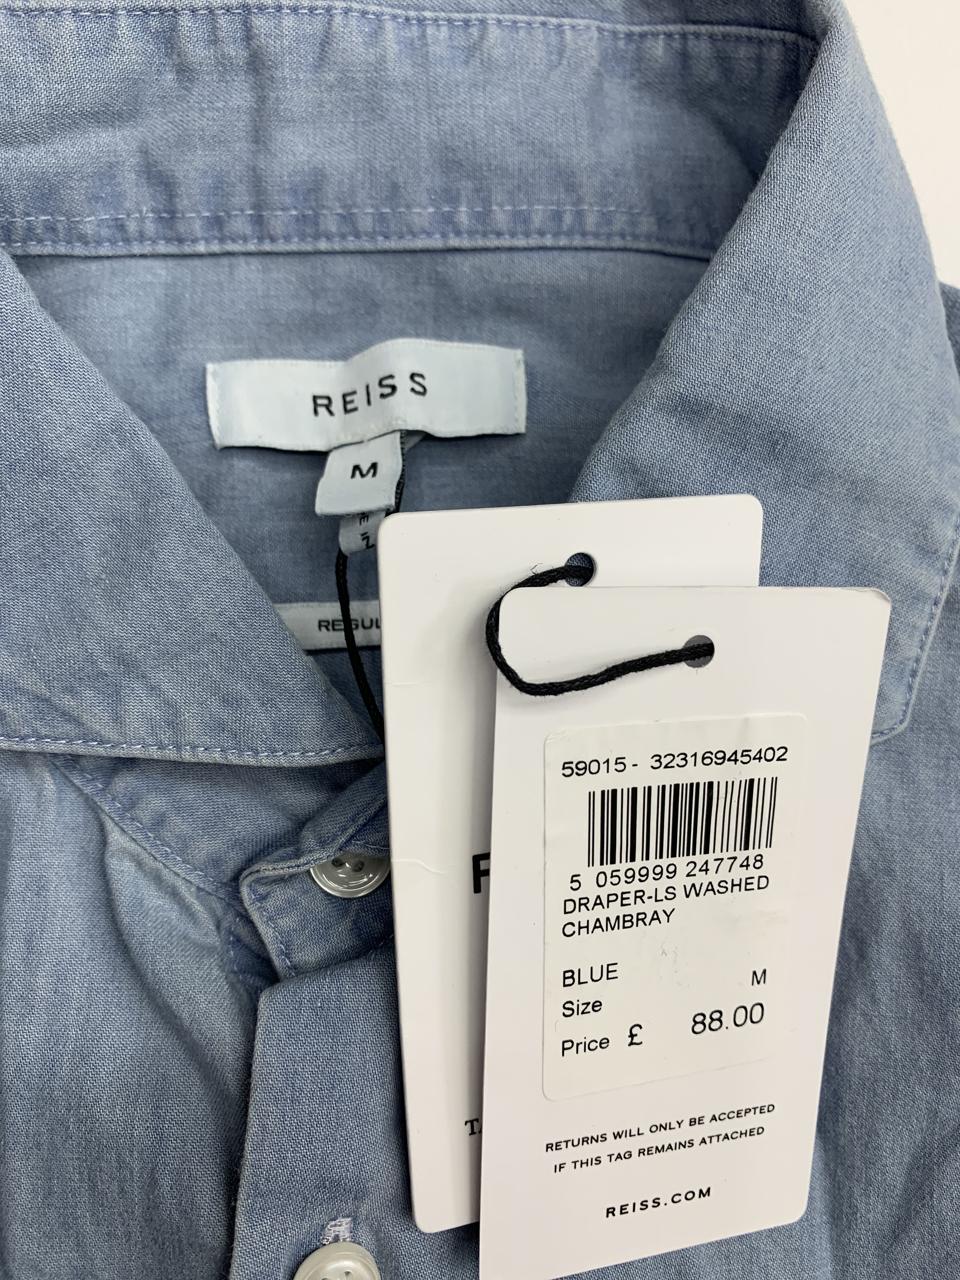 REISS
M
59015 - 32316945402
5 059999 247748
DRAPER-LS WASHED
CHAMBRAY
BLUE
Size M
Price £ 88.00
RETURNS WILL ONLY BE ACCEPTED
IF THIS TAG REMAINS ATTACHED
REISS.COM